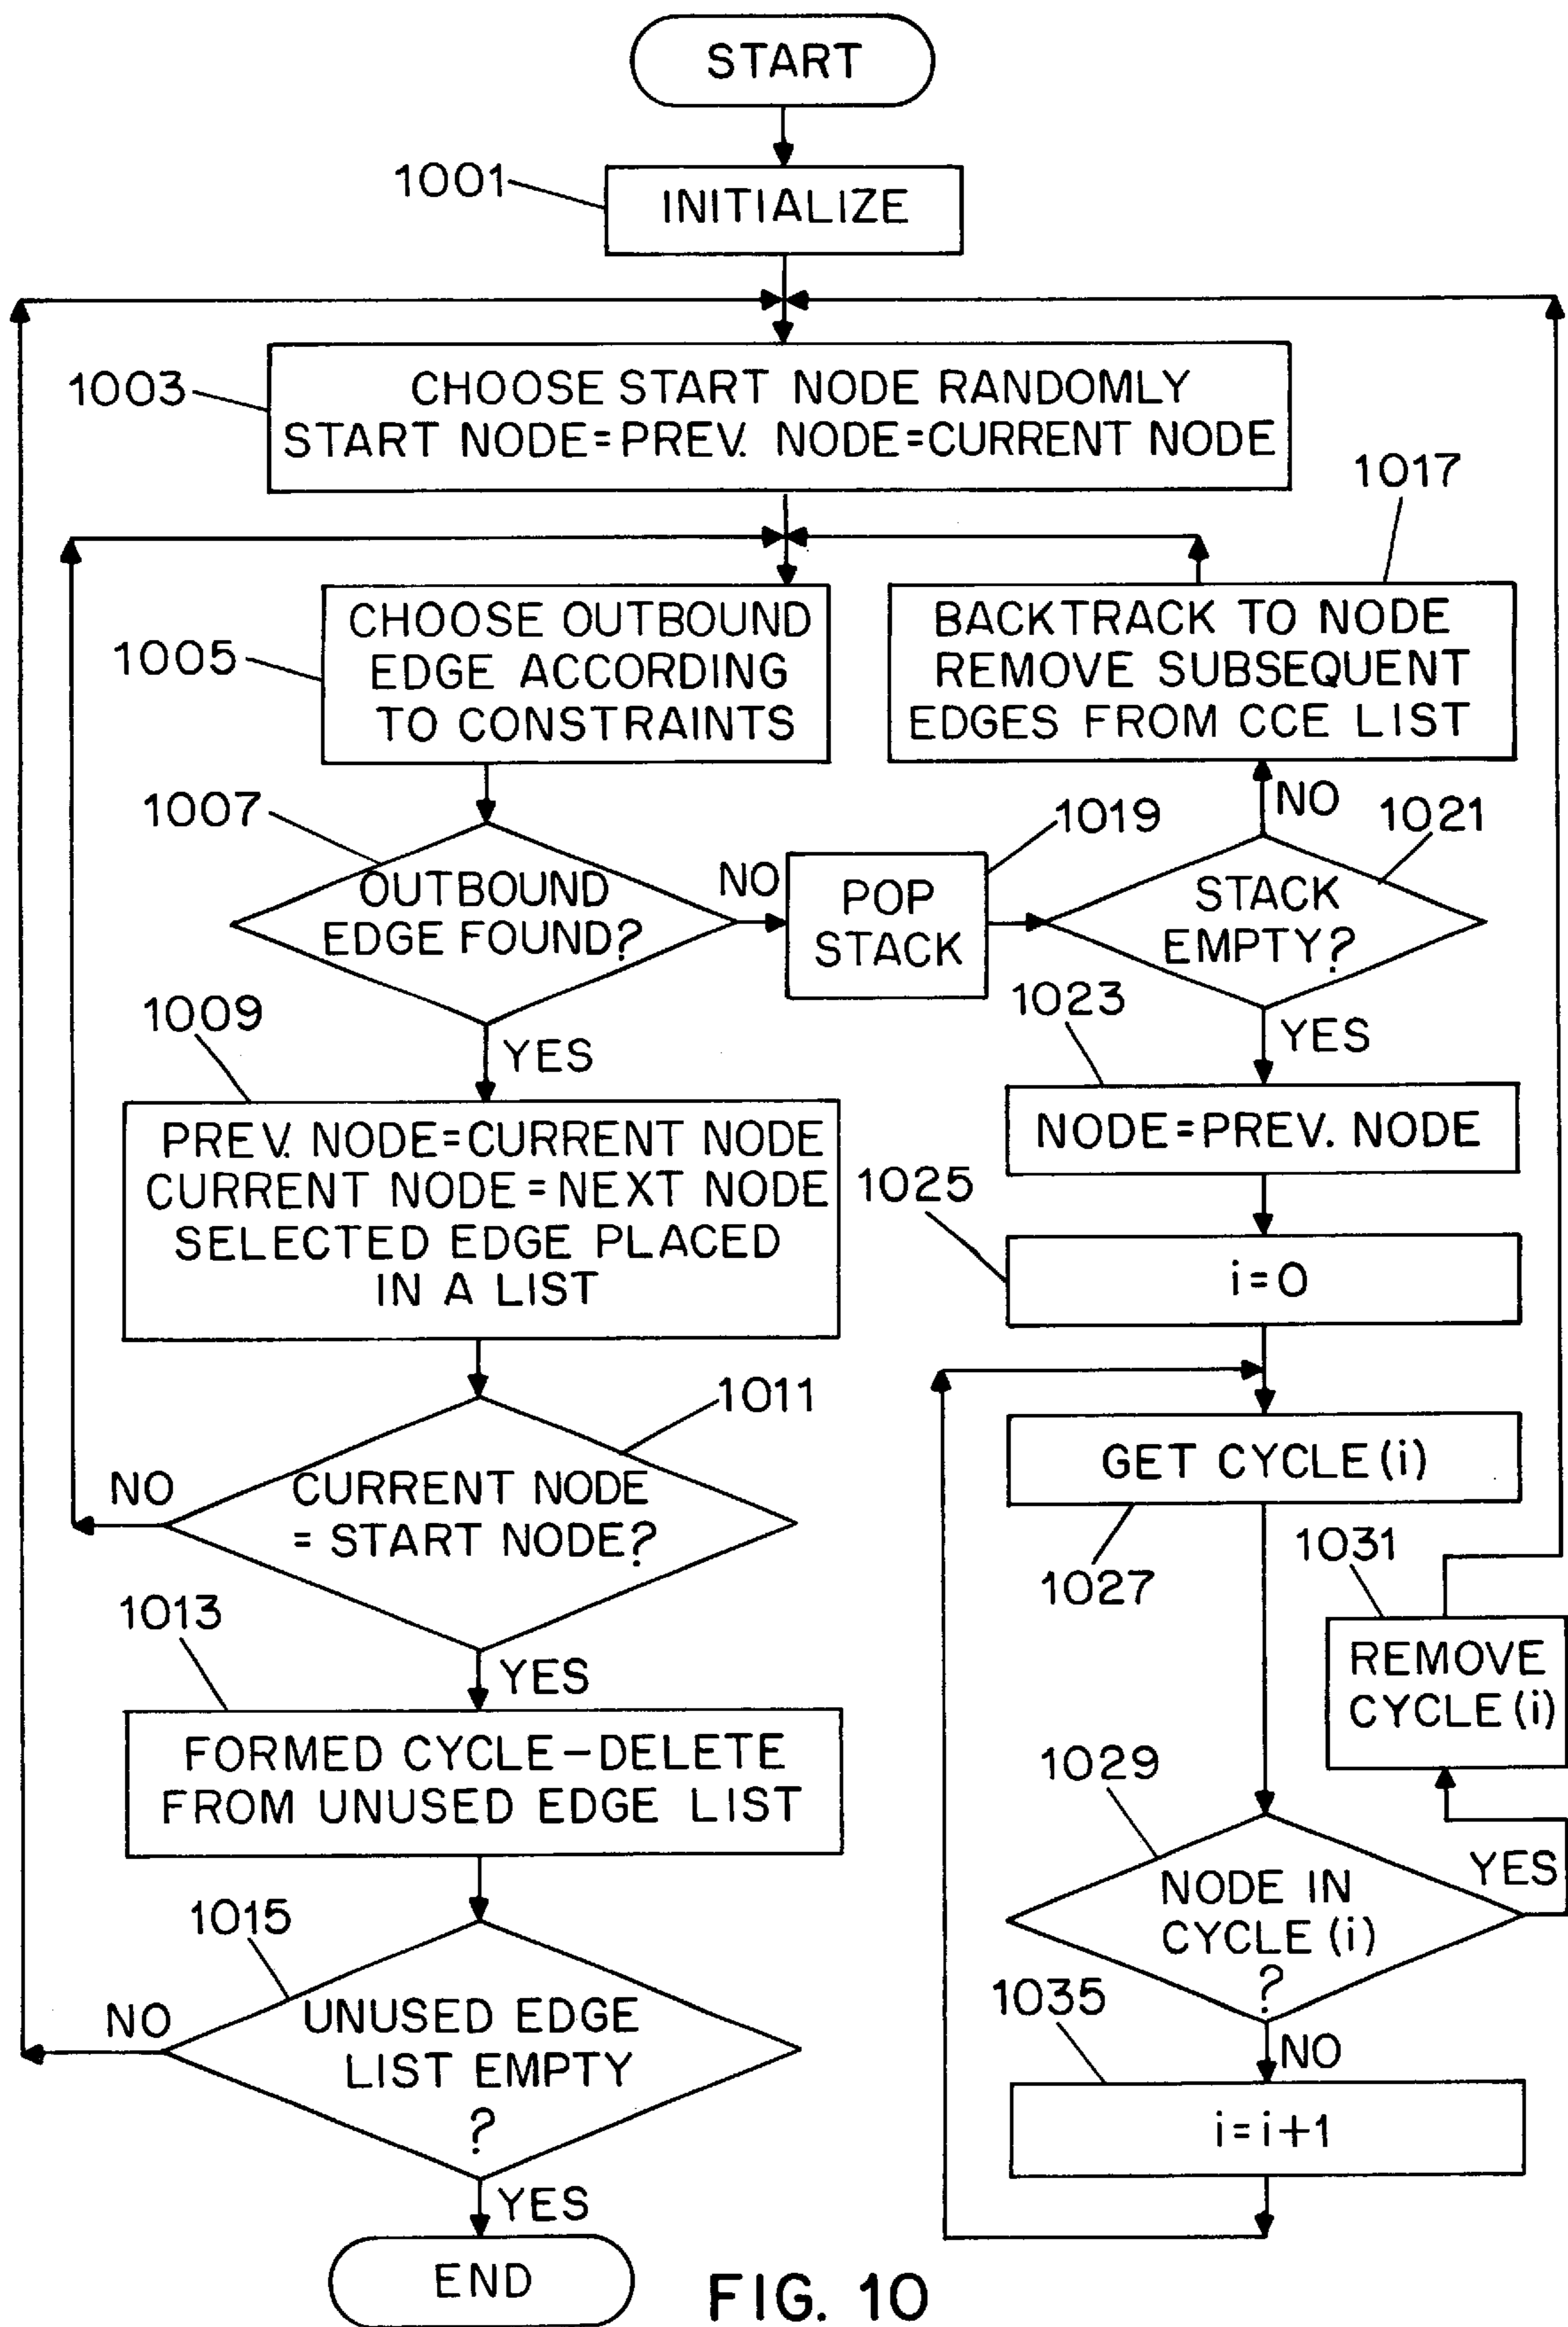 START
1001
INITIALIZE
1003
CHOOSE START NODE RANDOMLY
START NODE=PREV. NODE=CURRENT NODE
1017
1005
CHOOSE OUTBOUND
EDGE ACCORDING
TO CONSTRAINTS
BACKTRACK TO NODE
REMOVE SUBSEQUENT
EDGES FROM CCE LIST
1007
OUTBOUND
EDGE FOUND?
NO
1019
POP
STACK
NO
1021
STACK
EMPTY?
1009
YES
1023
YES
PREV. NODE=CURRENT NODE
CURRENT NODE=NEXT NODE
SELECTED EDGE PLACED
IN A LIST
NODE=PREV. NODE
1025
i=0
1011
CURRENT NODE
= START NODE?
NO
GET CYCLE (i)
1027
1031
REMOVE
CYCLE (i)
1013
YES
FORMED CYCLE-DELETE
FROM UNUSED EDGE LIST
1029
NODE IN
CYCLE (i)
?
YES
1015
UNUSED EDGE
LIST EMPTY
?
NO
1035
NO
i=i+1
YES
END
FIG. 10